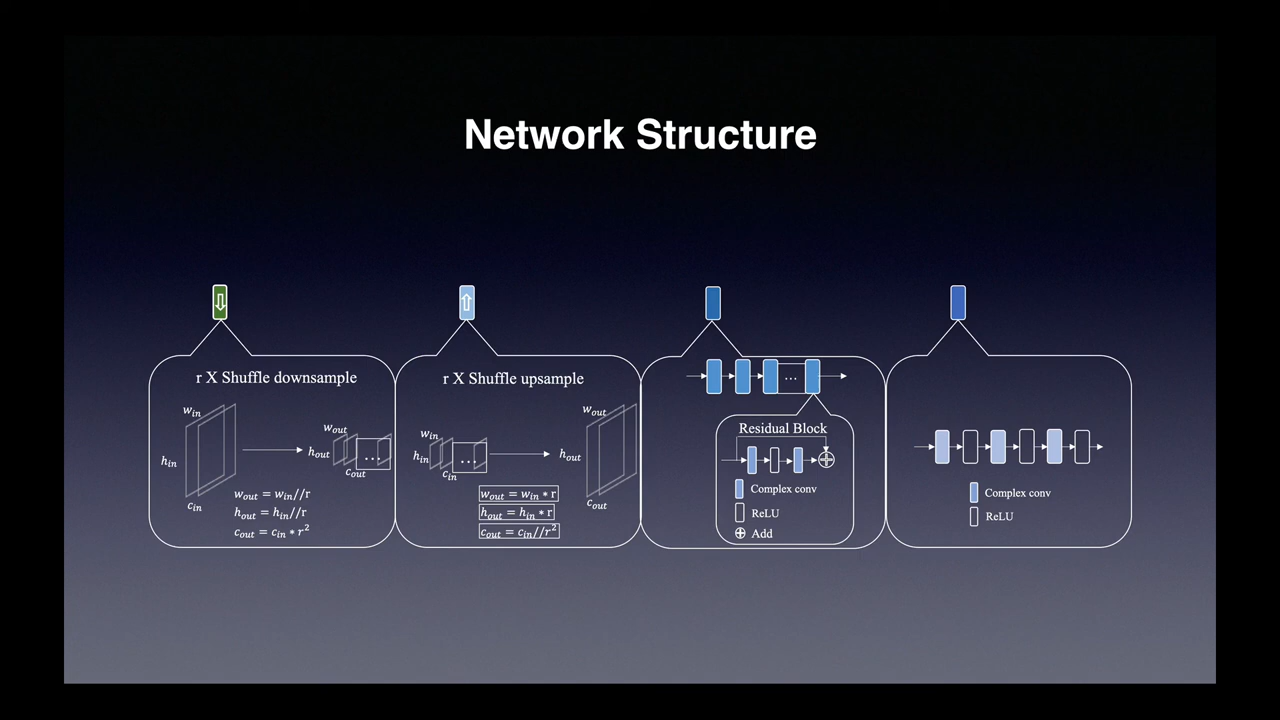 Network Structure
r X Shuffle downsample
w_in
h_in
c_in
w_out
h_out
...
c_out
w_out = w_in//r
h_out = h_in//r
c_out = c_in * r²
r X Shuffle upsample
w_in
h_in
...
c_in
w_out
h_out
c_out
w_out = w_in * r
h_out = h_in * r
c_out = c_in//r²
...
Residual Block
Complex conv
ReLU
Add
Complex conv
ReLU